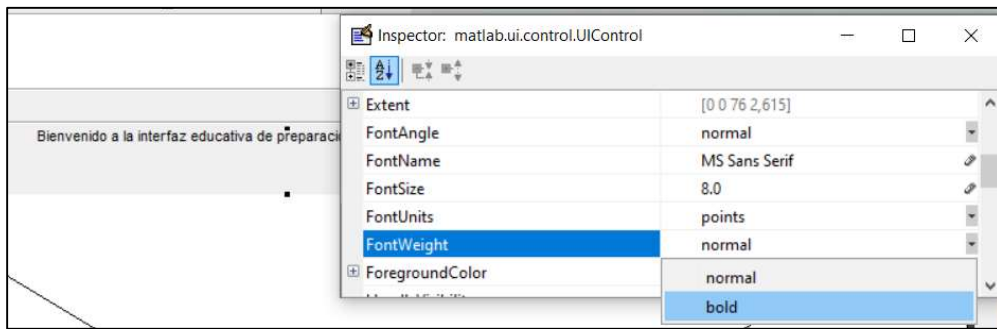 Inspector: matlab.ui.control.UIControl
Extent [0 0 76 2,615]
Bienvenido a la interfaz educativa de
FontAngle normal
FontName MS Sans Serif
FontSize 8.0
FontUnits points
FontWeight normal
ForegroundColor
normal
bold